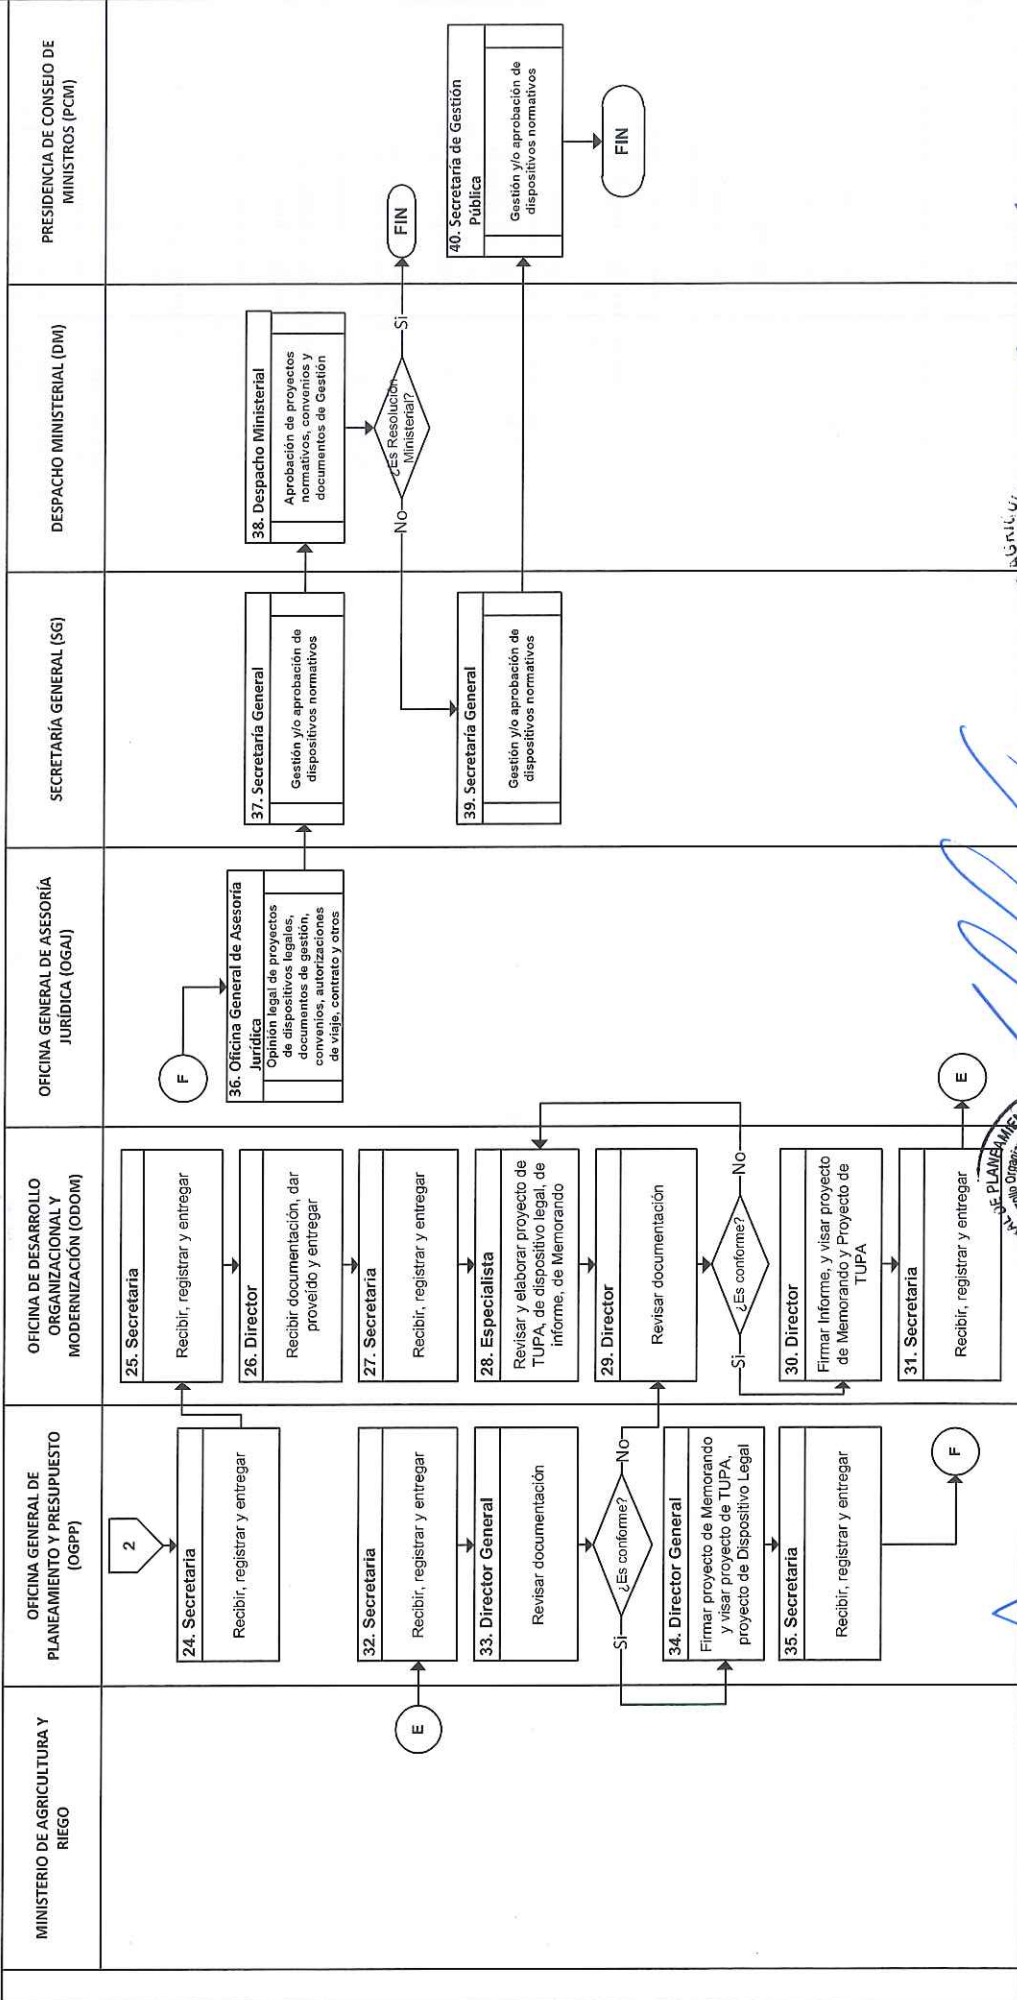 MINISTERIO DE AGRICULTURA Y
RIEGO
OFICINA GENERAL DE
PLANEAMIENTO Y PRESUPUESTO
(OGPP)
OFICINA DE DESARROLLO
ORGANIZACIONAL Y
MODERNIZACIÓN (ODOM)
OFICINA GENERAL DE ASESORÍA
JURÍDICA (OGAJ)
SECRETARÍA GENERAL (SG)
DESPACHO MINISTERIAL (DM)
PRESIDENCIA DE CONSEJO DE
MINISTROS (PCM)
2
24. Secretaria
Recibir, registrar y entregar
25. Secretaria
Recibir, registrar y entregar
26. Director
Recibir documentación, dar
proveído y entregar
27. Secretaria
Recibir, registrar y entregar
28. Especialista
Revisar y elaborar proyecto de
TUPA, de dispositivo legal, de
informe, de Memorando
29. Director
Revisar documentación
¿Es conforme?
No
Si
30. Director
Firmar Informe, y visar proyecto
de Memorando y Proyecto de
TUPA
31. Secretaria
Recibir, registrar y entregar
E
E
32. Secretaria
Recibir, registrar y entregar
33. Director General
Revisar documentación
¿Es conforme?
No
Si
34. Director General
Firmar proyecto de Memorando
y visar proyecto de TUPA,
proyecto de Dispositivo Legal
35. Secretaria
Recibir, registrar y entregar
F
F
36. Oficina General de Asesoría
Jurídica
Opinión legal de proyectos
de dispositivos legales,
documentos de gestión,
convenios, autorizaciones
de viaje, contrato y otros
37. Secretaría General
Gestión y/o aprobación de
dispositivos normativos
38. Despacho Ministerial
Aprobación de proyectos
normativos, convenios y
documentos de Gestión
¿Es Resolución
Ministerial?
Si
No
FIN
39. Secretaría General
Gestión y/o aprobación de
dispositivos normativos
40. Secretaría de Gestión
Pública
Gestión y/o aprobación de
dispositivos normativos
FIN